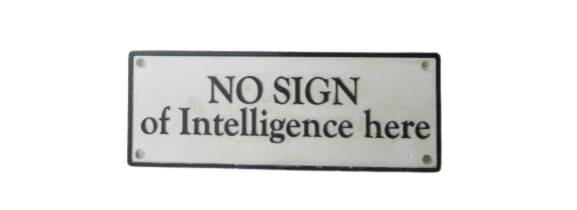 NO SIGN
of Intelligence here